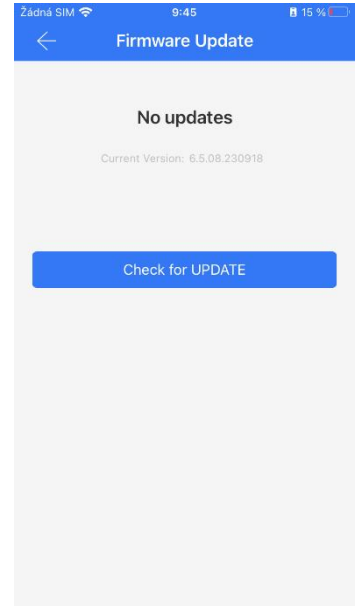 Žádná SIM 9:45 15 %
Firmware Update
No updates
Current Version: 6.5.08.230918
Check for UPDATE